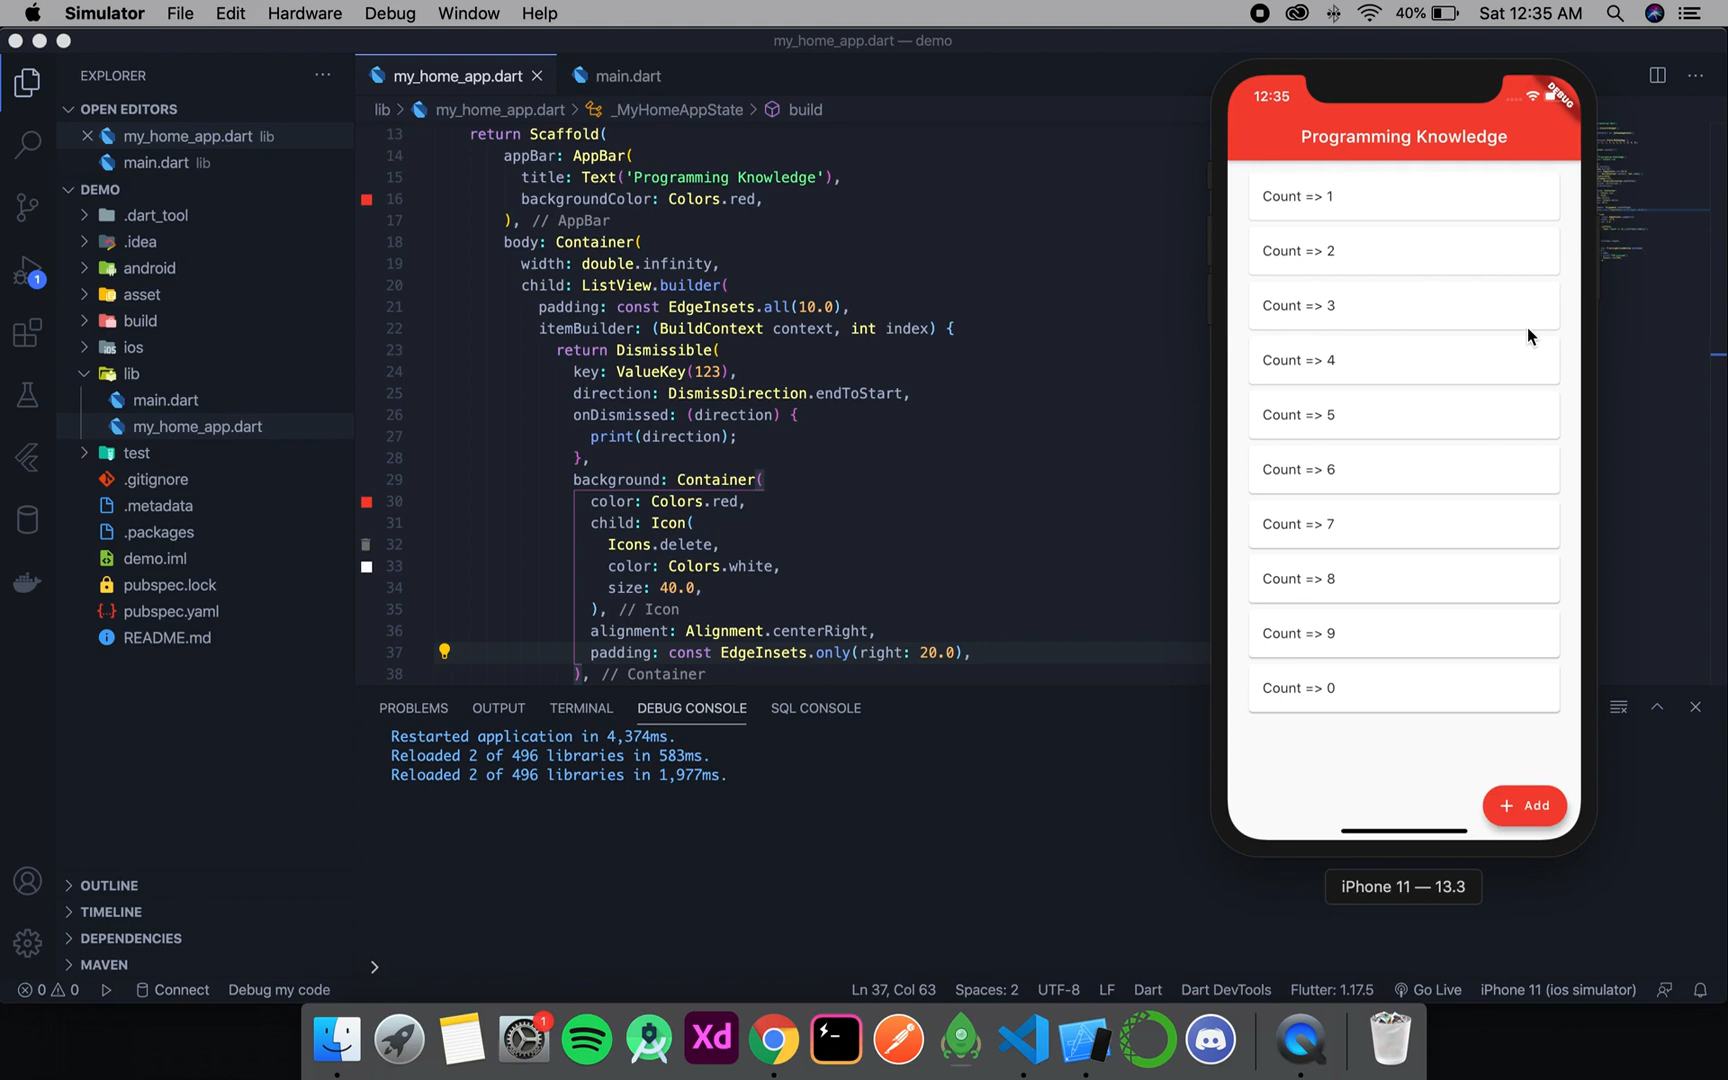 Simulator File Edit Hardware Debug Window Help 40% Sat 12:35 AM
my_home_app.dart — demo
EXPLORER
OPEN EDITORS
my_home_app.dart lib
main.dart lib
DEMO
.dart_tool
.idea
android
asset
build
ios
lib
main.dart
my_home_app.dart
test
.gitignore
.metadata
.packages
demo.iml
pubspec.lock
pubspec.yaml
README.md
OUTLINE
TIMELINE
DEPENDENCIES
MAVEN
1
my_home_app.dart main.dart
lib > my_home_app.dart > _MyHomeAppState > build
13 return Scaffold(
14 appBar: AppBar(
15 title: Text('Programming Knowledge'),
16 backgroundColor: Colors.red,
17 ), // AppBar
18 body: Container(
19 width: double.infinity,
20 child: ListView.builder(
21 padding: const EdgeInsets.all(10.0),
22 itemBuilder: (BuildContext context, int index) {
23 return Dismissible(
24 key: ValueKey(123),
25 direction: DismissDirection.endToStart,
26 onDismissed: (direction) {
27 print(direction);
28 },
29 background: Container(
30 color: Colors.red,
31 child: Icon(
32 Icons.delete,
33 color: Colors.white,
34 size: 40.0,
35 ), // Icon
36 alignment: Alignment.centerRight,
37 padding: const EdgeInsets.only(right: 20.0),
38 ), // Container
PROBLEMS OUTPUT TERMINAL DEBUG CONSOLE SQL CONSOLE
Restarted application in 4,374ms.
Reloaded 2 of 496 libraries in 583ms.
Reloaded 2 of 496 libraries in 1,977ms.
12:35 DEBUG
Programming Knowledge
Count => 1
Count => 2
Count => 3
Count => 4
Count => 5
Count => 6
Count => 7
Count => 8
Count => 9
Count => 0
+ Add
iPhone 11 — 13.3
0 0 Connect Debug my code Ln 37, Col 63 Spaces: 2 UTF-8 LF Dart Dart DevTools Flutter: 1.17.5 Go Live iPhone 11 (ios simulator)
1
Xd